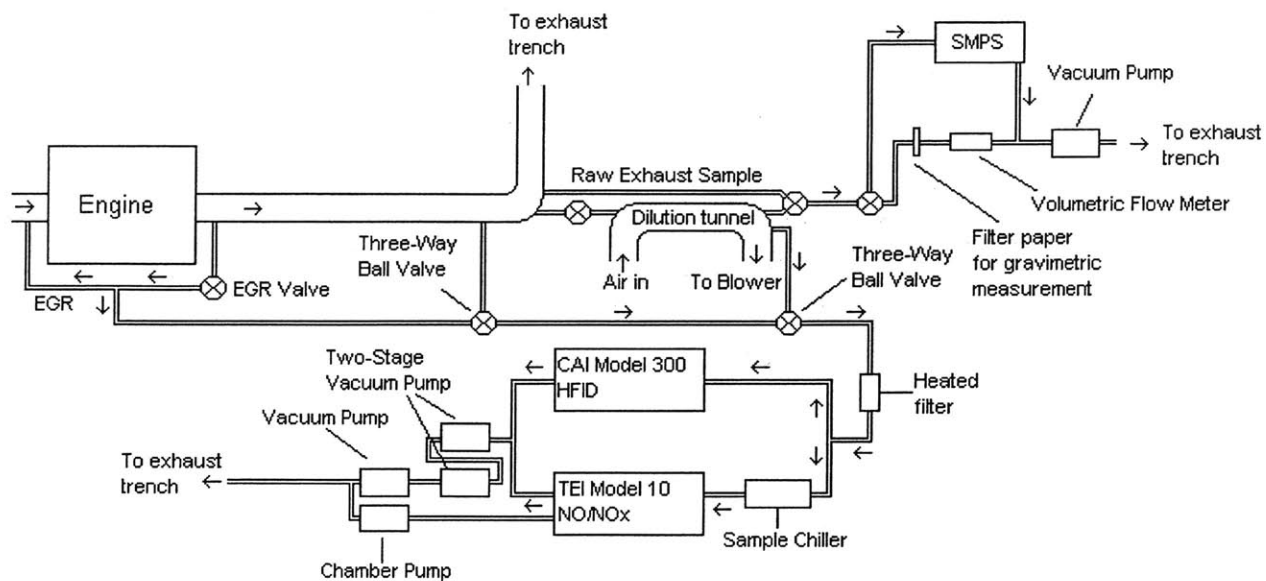 To exhaust
trench
SMPS
Vacuum Pump
To exhaust
trench
Engine
Raw Exhaust Sample
Dilution tunnel
Volumetric Flow Meter
Three-Way
Ball Valve
Air in
To Blower
Three-Way
Ball Valve
Filter paper
for gravimetric
measurement
EGR
EGR Valve
Two-Stage
Vacuum Pump
CAI Model 300
HFID
Heated
filter
Vacuum Pump
To exhaust
trench
TEI Model 10
NO/NOx
Sample Chiller
Chamber Pump